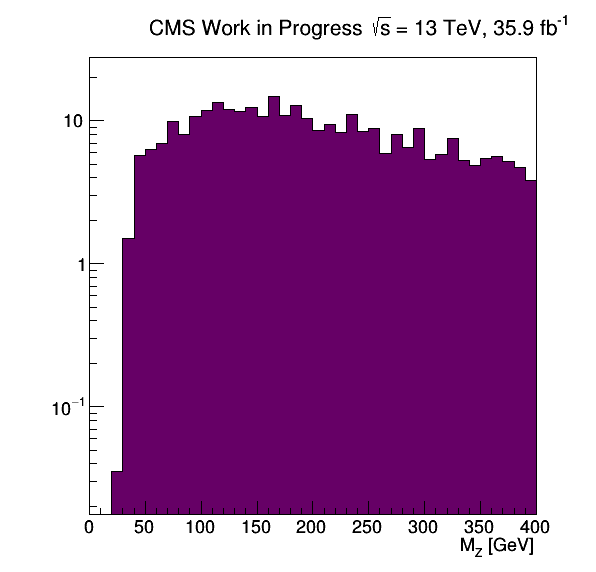 CMS Work in Progress √s = 13 TeV, 35.9 fb⁻¹
10
1
10⁻¹
0 50 100 150 200 250 300 350 400
M_Z [GeV]